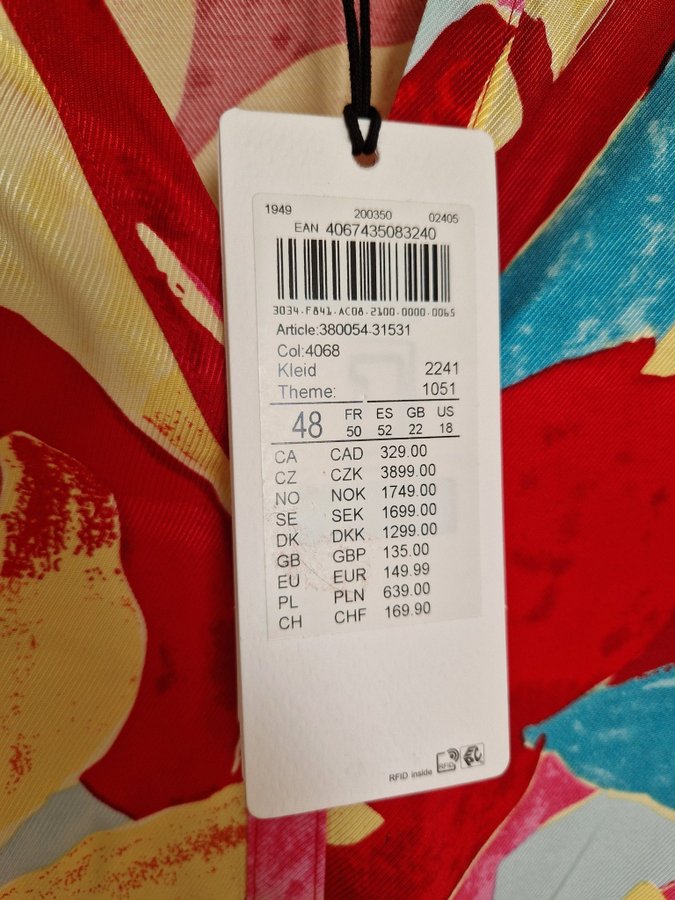 1949 200350 02405
EAN 4067435083240
3034.F841.AC08.2100.0000.0065
Article:380054-31531
Col:4068
Kleid 2241
Theme: 1051
48 FR ES GB US
50 52 22 18
CA CAD 329.00
CZ CZK 3899.00
NO NOK 1749.00
SE SEK 1699.00
DK DKK 1299.00
GB GBP 135.00
EU EUR 149.99
PL PLN 639.00
CH CHF 169.90
RFID inside RFID EPC